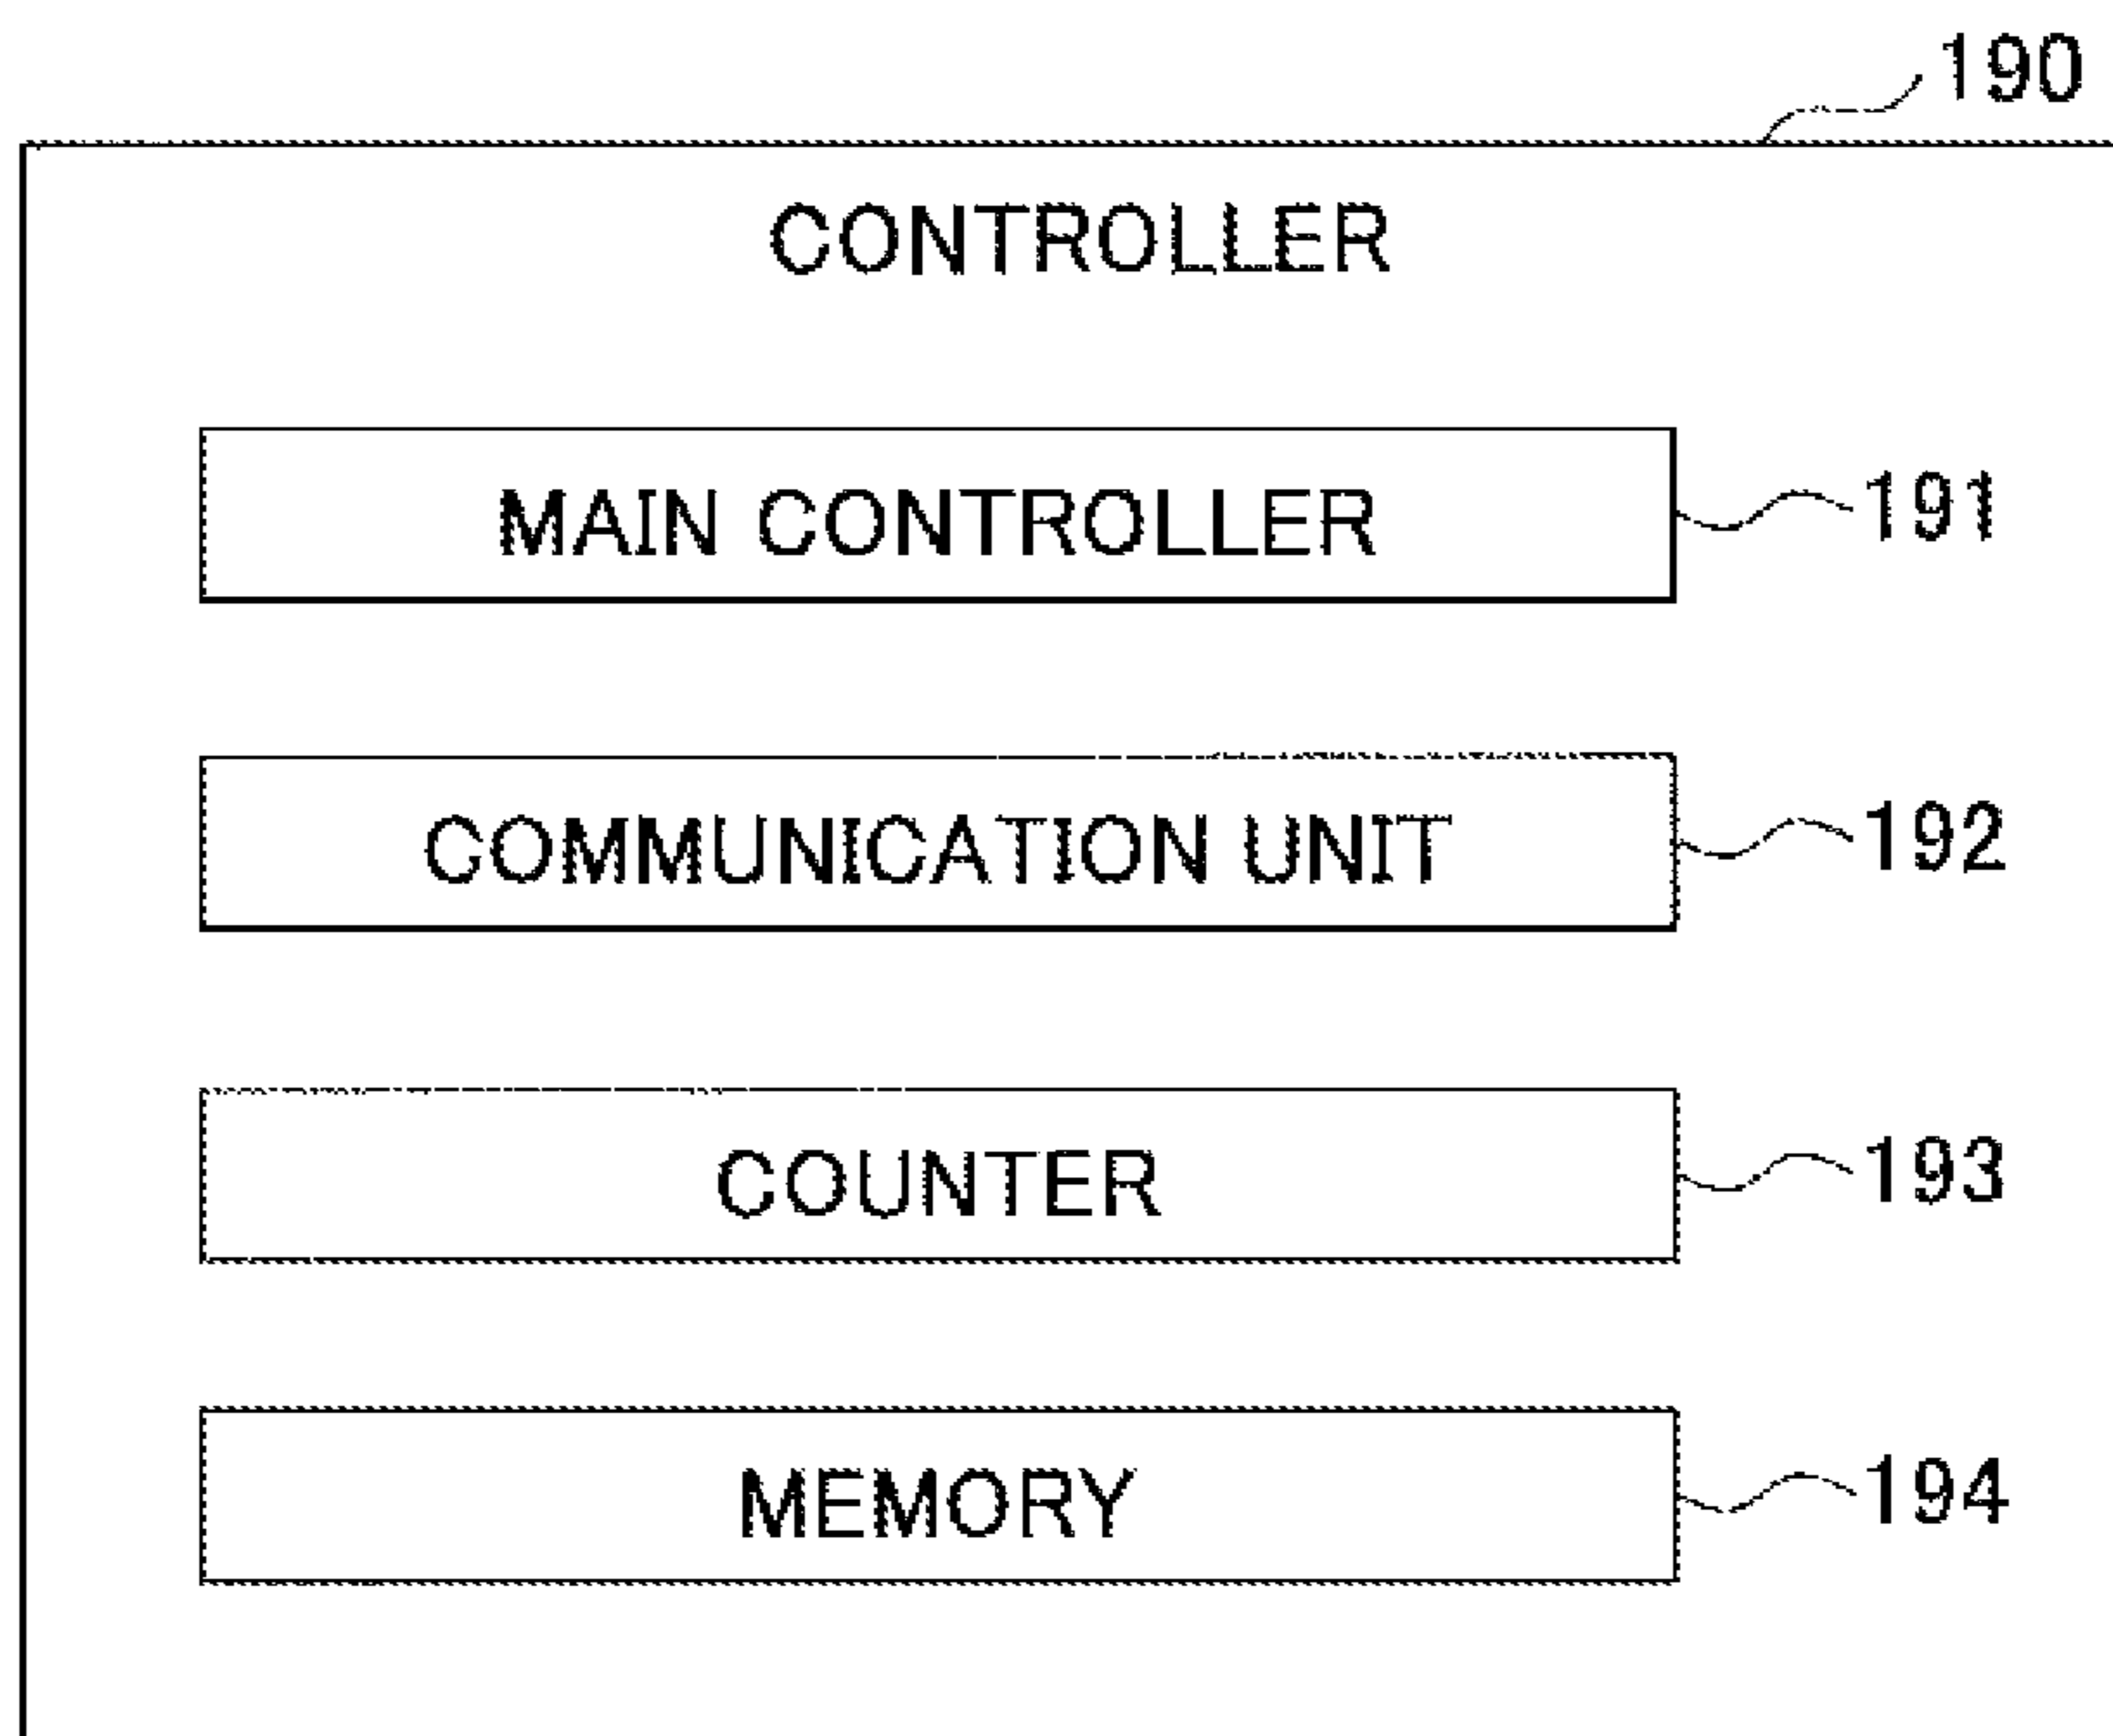 190
CONTROLLER
MAIN CONTROLLER 191
COMMUNICATION UNIT 192
COUNTER 193
MEMORY 194